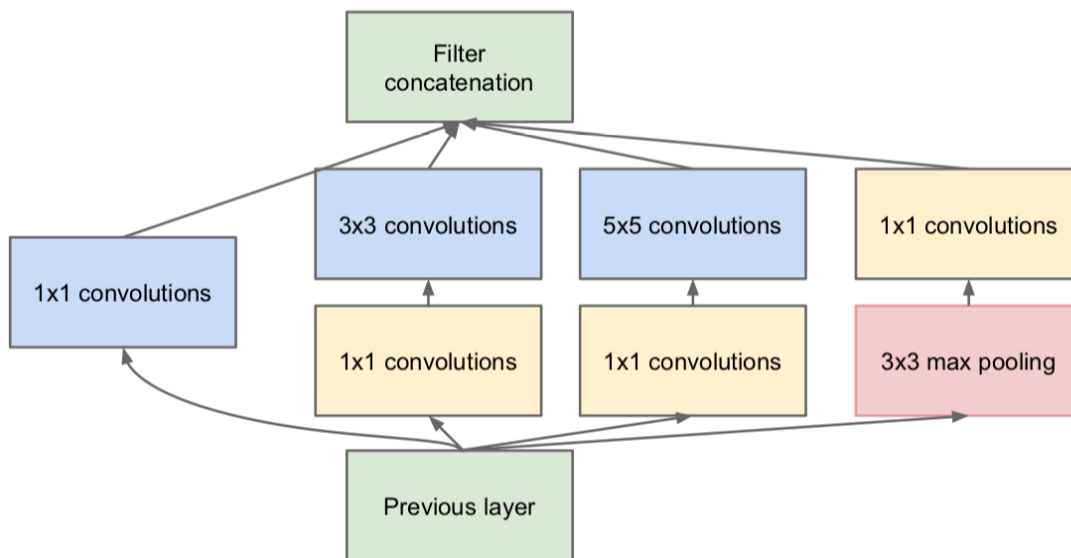 Filter
concatenation
3x3 convolutions
5x5 convolutions
1x1 convolutions
1x1 convolutions
1x1 convolutions
1x1 convolutions
3x3 max pooling
Previous layer